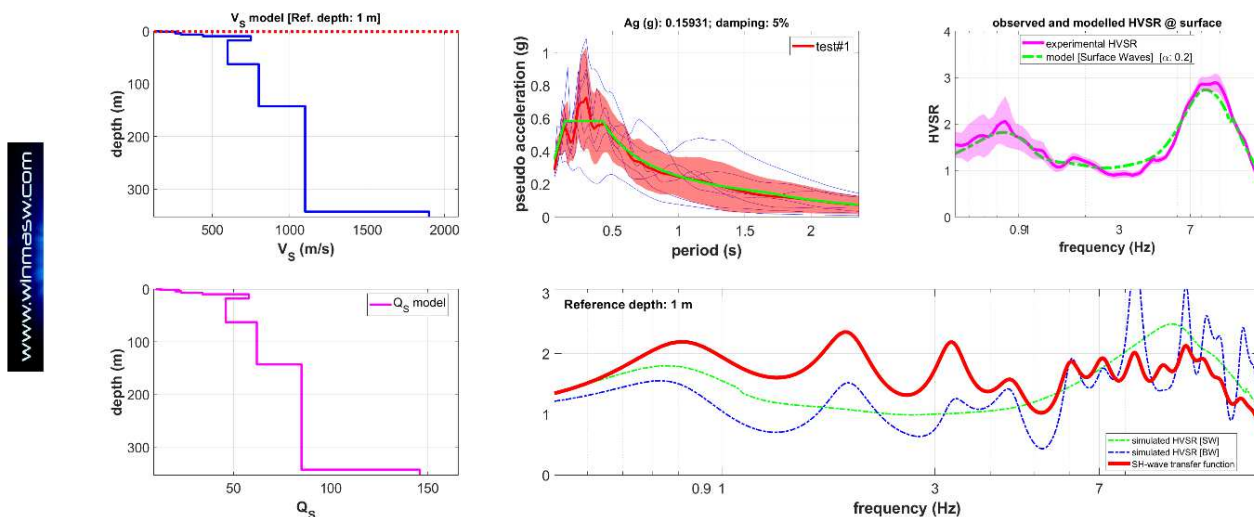 www.winmasw.com
V_S model [Ref. depth: 1 m]
0
100
200
300
depth (m)
500
1000
1500
2000
V_S (m/s)
Ag (g): 0.15931; damping: 5%
test#1
1
0.8
0.6
0.4
0.2
0
pseudo acceleration (g)
0.5
1
1.5
2
period (s)
observed and modelled HVSR @ surface
experimental HVSR
model [Surface Waves] [α: 0.2]
4
3
2
1
0
HVSR
0.91
3
7
frequency (Hz)
Q_S model
0
100
200
300
depth (m)
50
100
150
Q_S
Reference depth: 1 m
3
2
1
0
simulated HVSR [SW]
simulated HVSR [BW]
SH-wave transfer function
0.9
1
3
7
frequency (Hz)